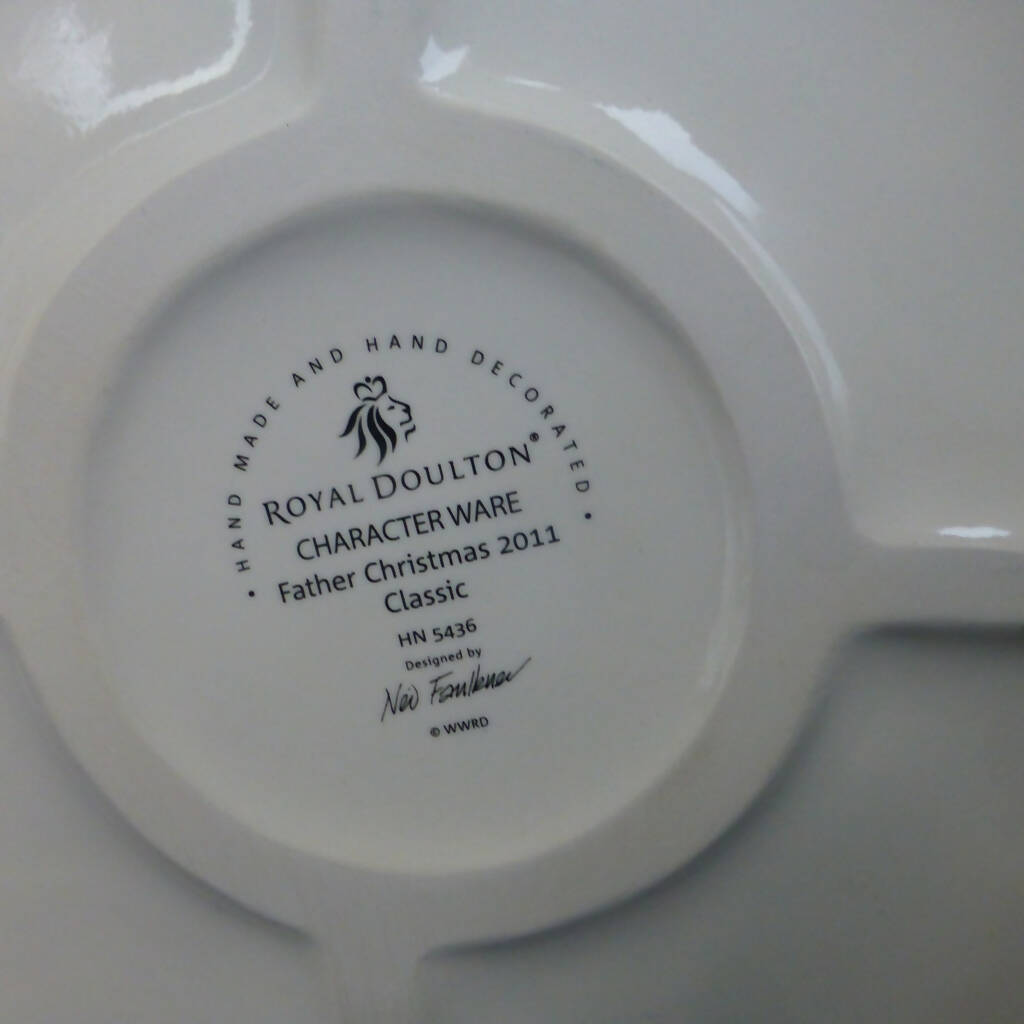 • HAND MADE AND HAND DECORATED •
ROYAL DOULTON®
CHARACTER WARE
Father Christmas 2011
Classic
HN 5436
Designed by
Neil Faulkner
© WWRD